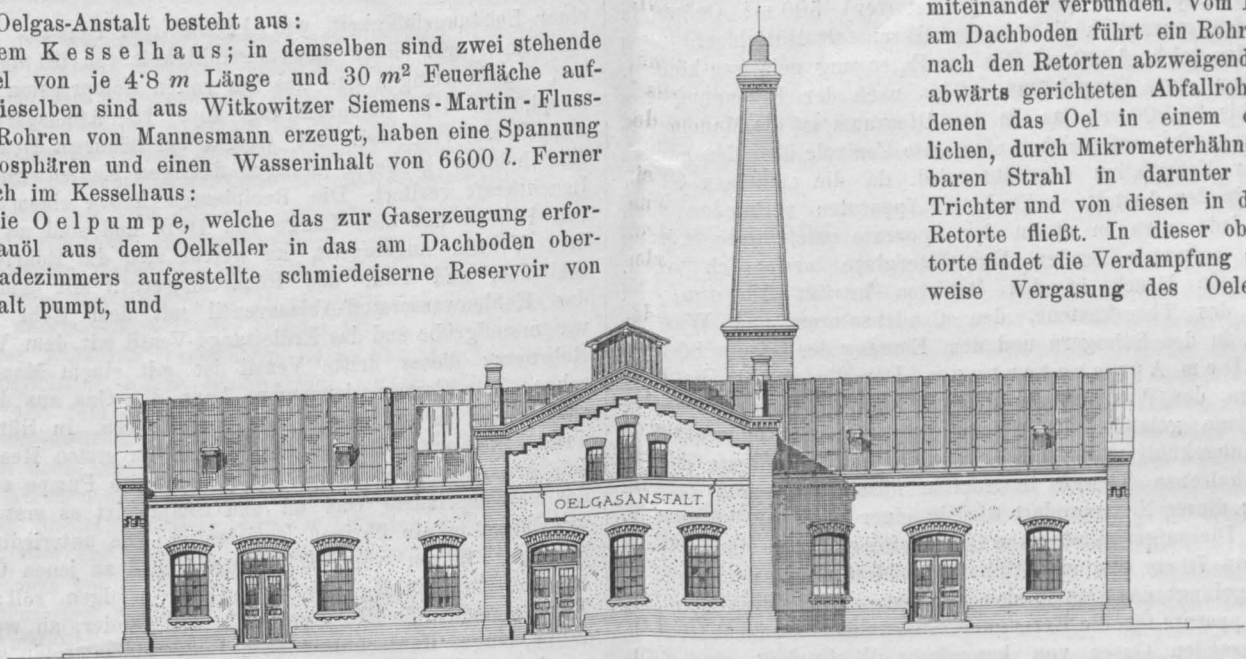 Oelgas-Anstalt besteht aus:
em Kesselhaus; in demselben sind zwei stehende
el von je 4·8 m Länge und 30 m² Feuerfläche auf-
ieselben sind aus Witkowitzer Siemens-Martin-Fluss-
Rohren von Mannesmann erzeugt, haben eine Spannung
osphären und einen Wasserinhalt von 6600 l. Ferner
ch im Kesselhaus:
ie Oelpumpe, welche das zur Gaserzeugung erfor-
auöl aus dem Oelkeller in das am Dachboden ober-
adezimmers aufgestellte schmiedeiserne Reservoir von
alt pumpt, und
miteinander verbunden. Vom
am Dachboden führt ein Rohr
nach den Retorten abzweigend
abwärts gerichteten Abfallroh
denen das Oel in einem
lichen, durch Mikrometerhähn
baren Strahl in darunter
Trichter und von diesen in d
Retorte fließt. In dieser ob
torte findet die Verdampfung
weise Vergasung des Oele
OELGASANSTALT.